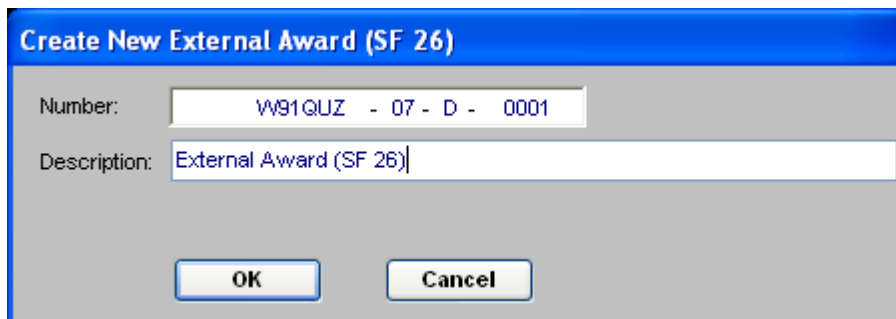 Create New External Award (SF 26)
Number: W91QUZ - 07 - D - 0001
Description: External Award (SF 26)
OK Cancel